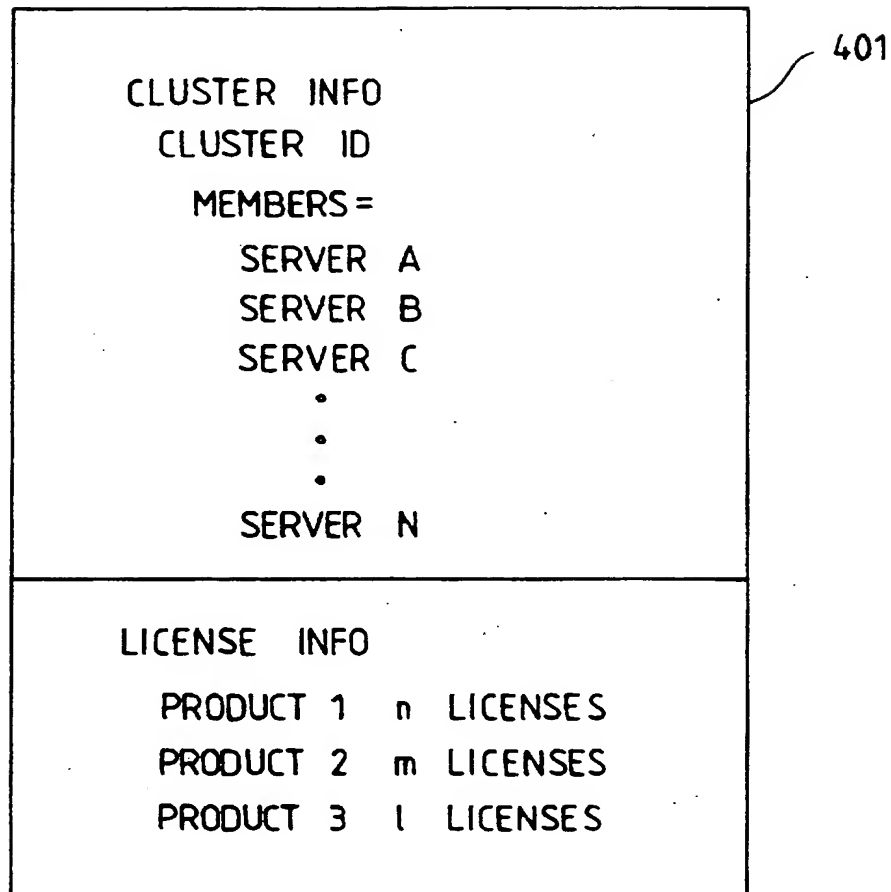 401
CLUSTER INFO
CLUSTER ID
MEMBERS =
SERVER A
SERVER B
SERVER C
SERVER N
LICENSE INFO
PRODUCT 1 n LICENSES
PRODUCT 2 m LICENSES
PRODUCT 3 l LICENSES